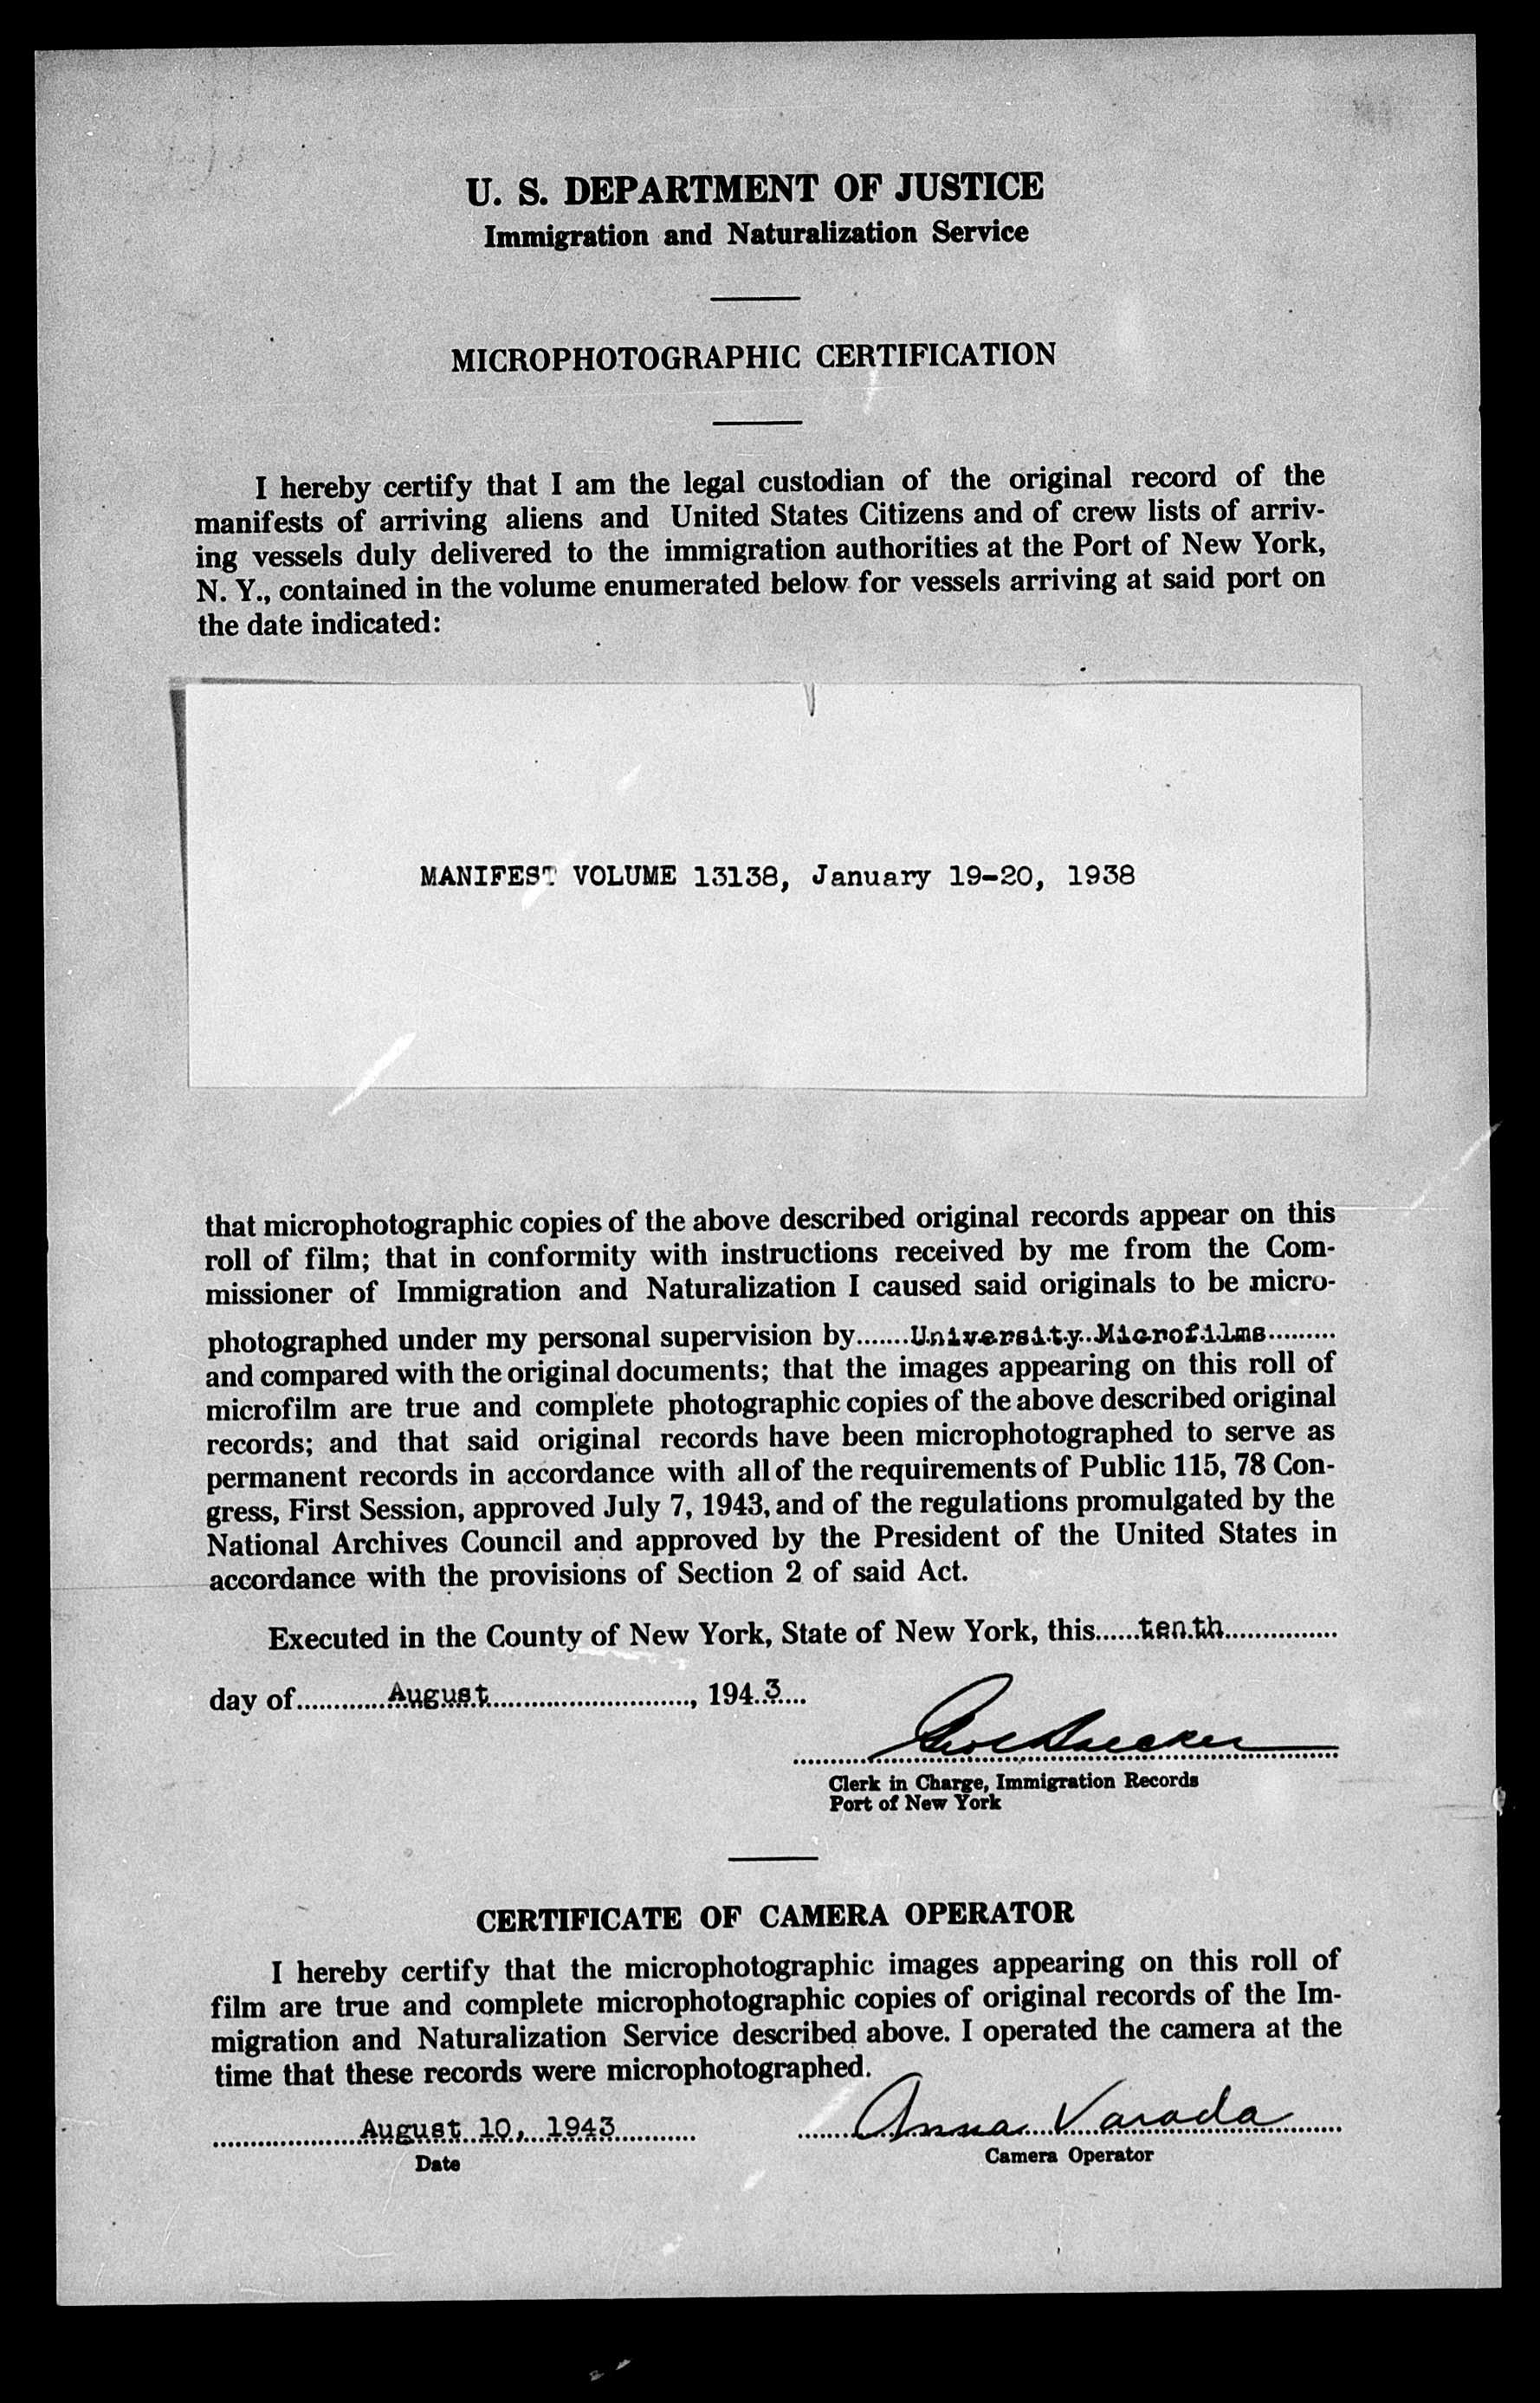 U. S. DEPARTMENT OF JUSTICE
Immigration and Naturalization Service
MICROPHOTOGRAPHIC CERTIFICATION
I hereby certify that I am the legal custodian of the original record of the
manifests of arriving aliens and United States Citizens and of crew lists of arriv-
ing vessels duly delivered to the immigration authorities at the Port of New York,
N. Y., contained in the volume enumerated below for vessels arriving at said port on
the date indicated:
MANIFEST VOLUME 13138, January 19-20, 1938
that microphotographic copies of the above described original records appear on this
roll of film; that in conformity with instructions received by me from the Com-
missioner of Immigration and Naturalization I caused said originals to be micro-
photographed under my personal supervision by University Microfilms
and compared with the original documents; that the images appearing on this roll of
microfilm are true and complete photographic copies of the above described original
records; and that said original records have been microphotographed to serve as
permanent records in accordance with all of the requirements of Public 115, 78 Con-
gress, First Session, approved July 7, 1943, and of the regulations promulgated by the
National Archives Council and approved by the President of the United States in
accordance with the provisions of Section 2 of said Act.
Executed in the County of New York, State of New York, this tenth
day of August, 1943
Clerk in Charge, Immigration Records
Port of New York
CERTIFICATE OF CAMERA OPERATOR
I hereby certify that the microphotographic images appearing on this roll of
film are true and complete microphotographic copies of original records of the Im-
migration and Naturalization Service described above. I operated the camera at the
time that these records were microphotographed.
August 10, 1943 Anna Varada
Date Camera Operator